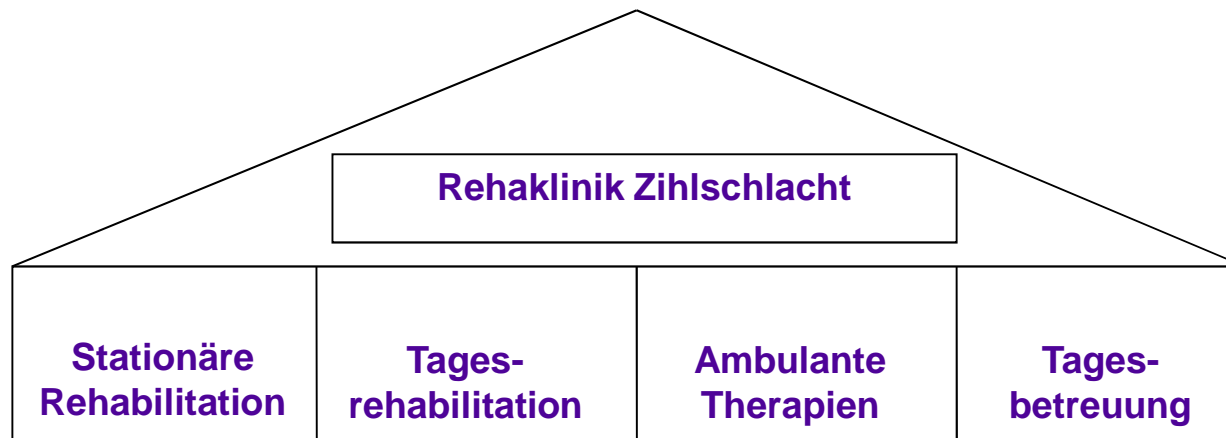 Rehaklinik Zihlschlacht
Stationäre
Rehabilitation
Tages-
rehabilitation
Ambulante
Therapien
Tages-
betreuung